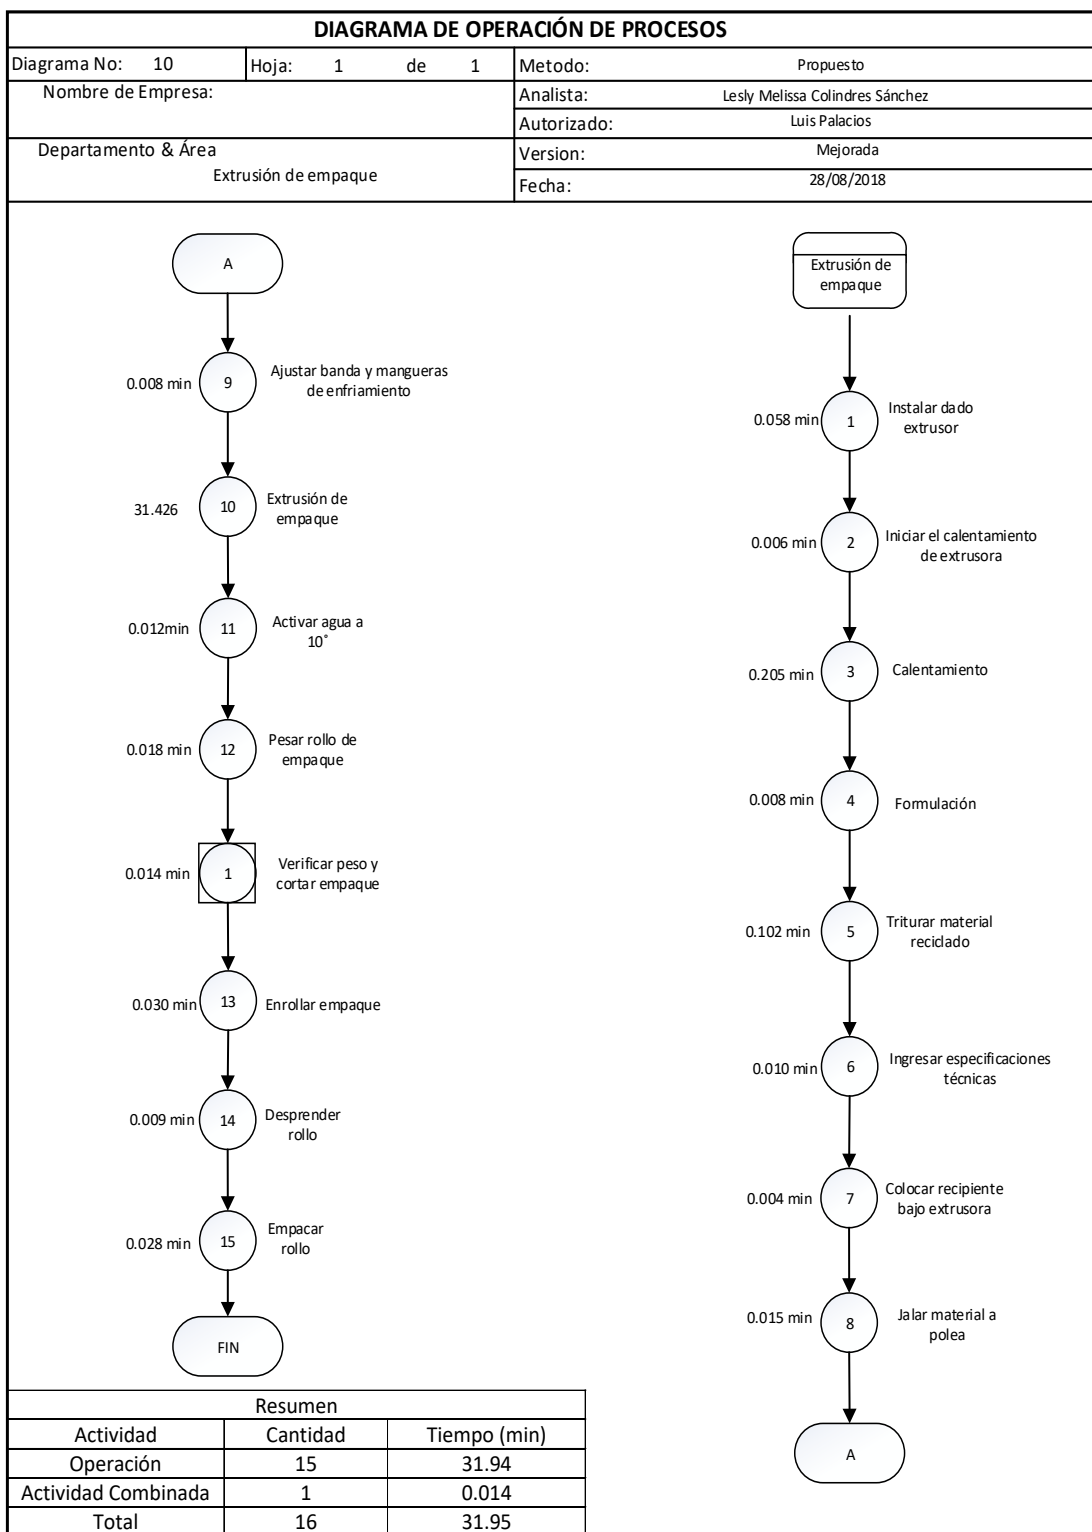 DIAGRAMA DE OPERACIÓN DE PROCESOS
Diagrama No: 10 Hoja: 1 de 1 Metodo: Propuesto
Nombre de Empresa: Analista: Lesly Melissa Colindres Sánchez
Autorizado: Luis Palacios
Departamento & Área Version: Mejorada
Extrusión de empaque Fecha: 28/08/2018
Extrusión de
empaque
0.058 min 1 Instalar dado
extrusor
0.006 min 2 Iniciar el calentamiento
de extrusora
0.205 min 3 Calentamiento
0.008 min 4 Formulación
0.102 min 5 Triturar material
reciclado
0.010 min 6 Ingresar especificaciones
técnicas
0.004 min 7 Colocar recipiente
bajo extrusora
0.015 min 8 Jalar material a
polea
A
A
0.008 min 9 Ajustar banda y mangueras
de enfriamiento
31.426 10 Extrusión de
empaque
0.012min 11 Activar agua a
10°
0.018 min 12 Pesar rollo de
empaque
0.014 min 1 Verificar peso y
cortar empaque
0.030 min 13 Enrollar empaque
0.009 min 14 Desprender
rollo
0.028 min 15 Empacar
rollo
FIN
Resumen
Actividad Cantidad Tiempo (min)
Operación 15 31.94
Actividad Combinada 1 0.014
Total 16 31.95